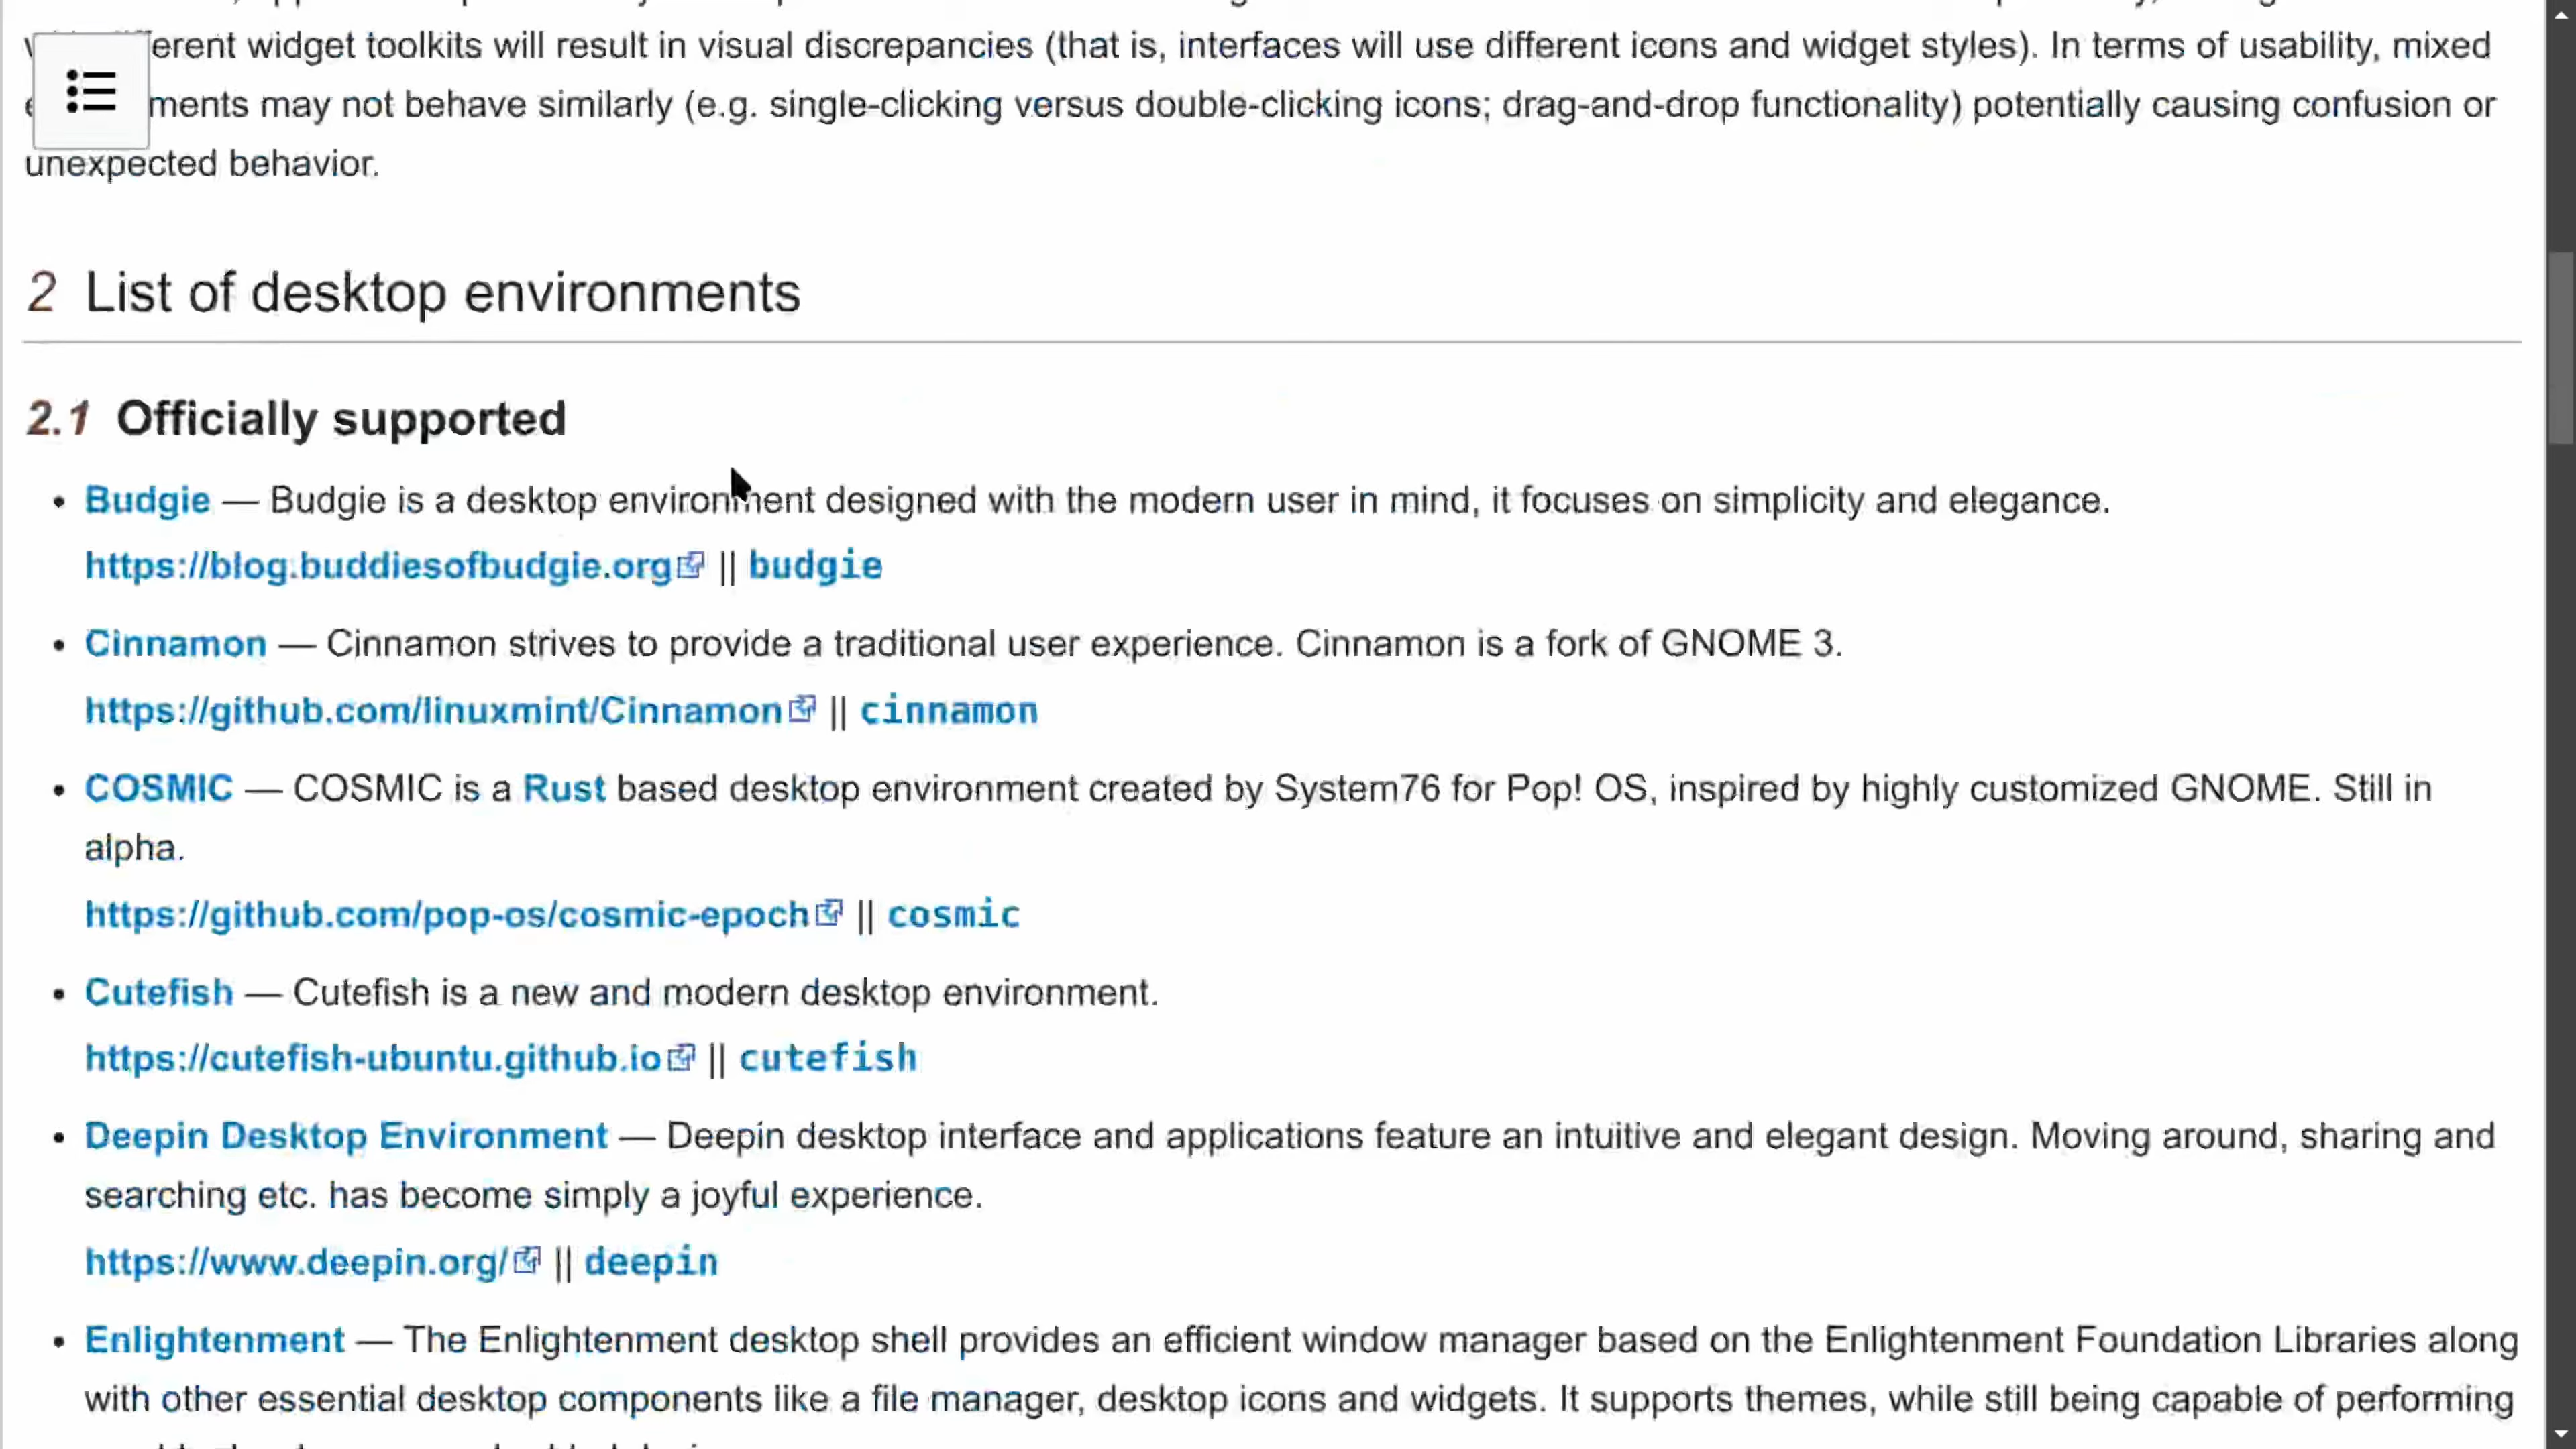 erent widget toolkits will result in visual discrepancies (that is, interfaces will use different icons and widget styles). In terms of usability, mixed
ments may not behave similarly (e.g. single-clicking versus double-clicking icons; drag-and-drop functionality) potentially causing confusion or
unexpected behavior.
2 List of desktop environments
2.1 Officially supported
• Budgie — Budgie is a desktop environment designed with the modern user in mind, it focuses on simplicity and elegance.
https://blog.buddiesofbudgie.org || budgie
• Cinnamon — Cinnamon strives to provide a traditional user experience. Cinnamon is a fork of GNOME 3.
https://github.com/linuxmint/Cinnamon || cinnamon
• COSMIC — COSMIC is a Rust based desktop environment created by System76 for Pop! OS, inspired by highly customized GNOME. Still in
alpha.
https://github.com/pop-os/cosmic-epoch || cosmic
• Cutefish — Cutefish is a new and modern desktop environment.
https://cutefish-ubuntu.github.io || cutefish
• Deepin Desktop Environment — Deepin desktop interface and applications feature an intuitive and elegant design. Moving around, sharing and
searching etc. has become simply a joyful experience.
https://www.deepin.org/ || deepin
• Enlightenment — The Enlightenment desktop shell provides an efficient window manager based on the Enlightenment Foundation Libraries along
with other essential desktop components like a file manager, desktop icons and widgets. It supports themes, while still being capable of performing